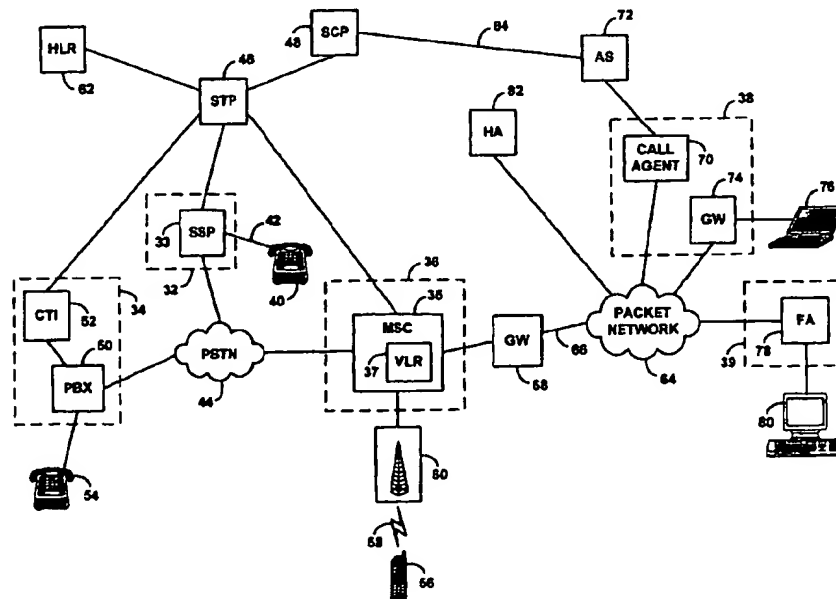 72
HLR
SCP
48
84
AS
62
48
STP
82
38
HA
CALL
AGENT
70
74
76
GW
33
SSP
42
36
32
40
35
CTI
52
34
MSC
PACKET
NETWORK
FA
50
PSTN
37
VLR
GW
66
78
PBX
44
68
64
39
80
54
60
58
56